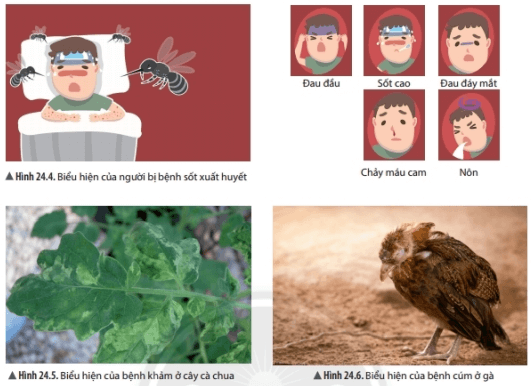 Đau đầu
Sốt cao
Đau đáy mắt
Chảy máu cam
Nôn
▲ Hình 24.4. Biểu hiện của người bị bệnh sốt xuất huyết
▲ Hình 24.5. Biểu hiện của bệnh khảm ở cây cà chua
▲ Hình 24.6. Biểu hiện của bệnh cúm ở gà